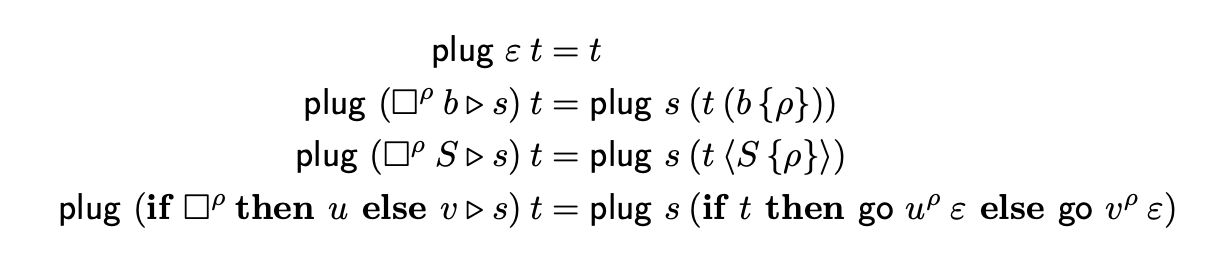 plug ε t = t
plug (□^ρ b ▷ s) t = plug s (t (b {ρ}))
plug (□^ρ S ▷ s) t = plug s (t ⟨S {ρ}⟩)
plug (if □^ρ then u else v ▷ s) t = plug s (if t then go u^ρ ε else go v^ρ ε)